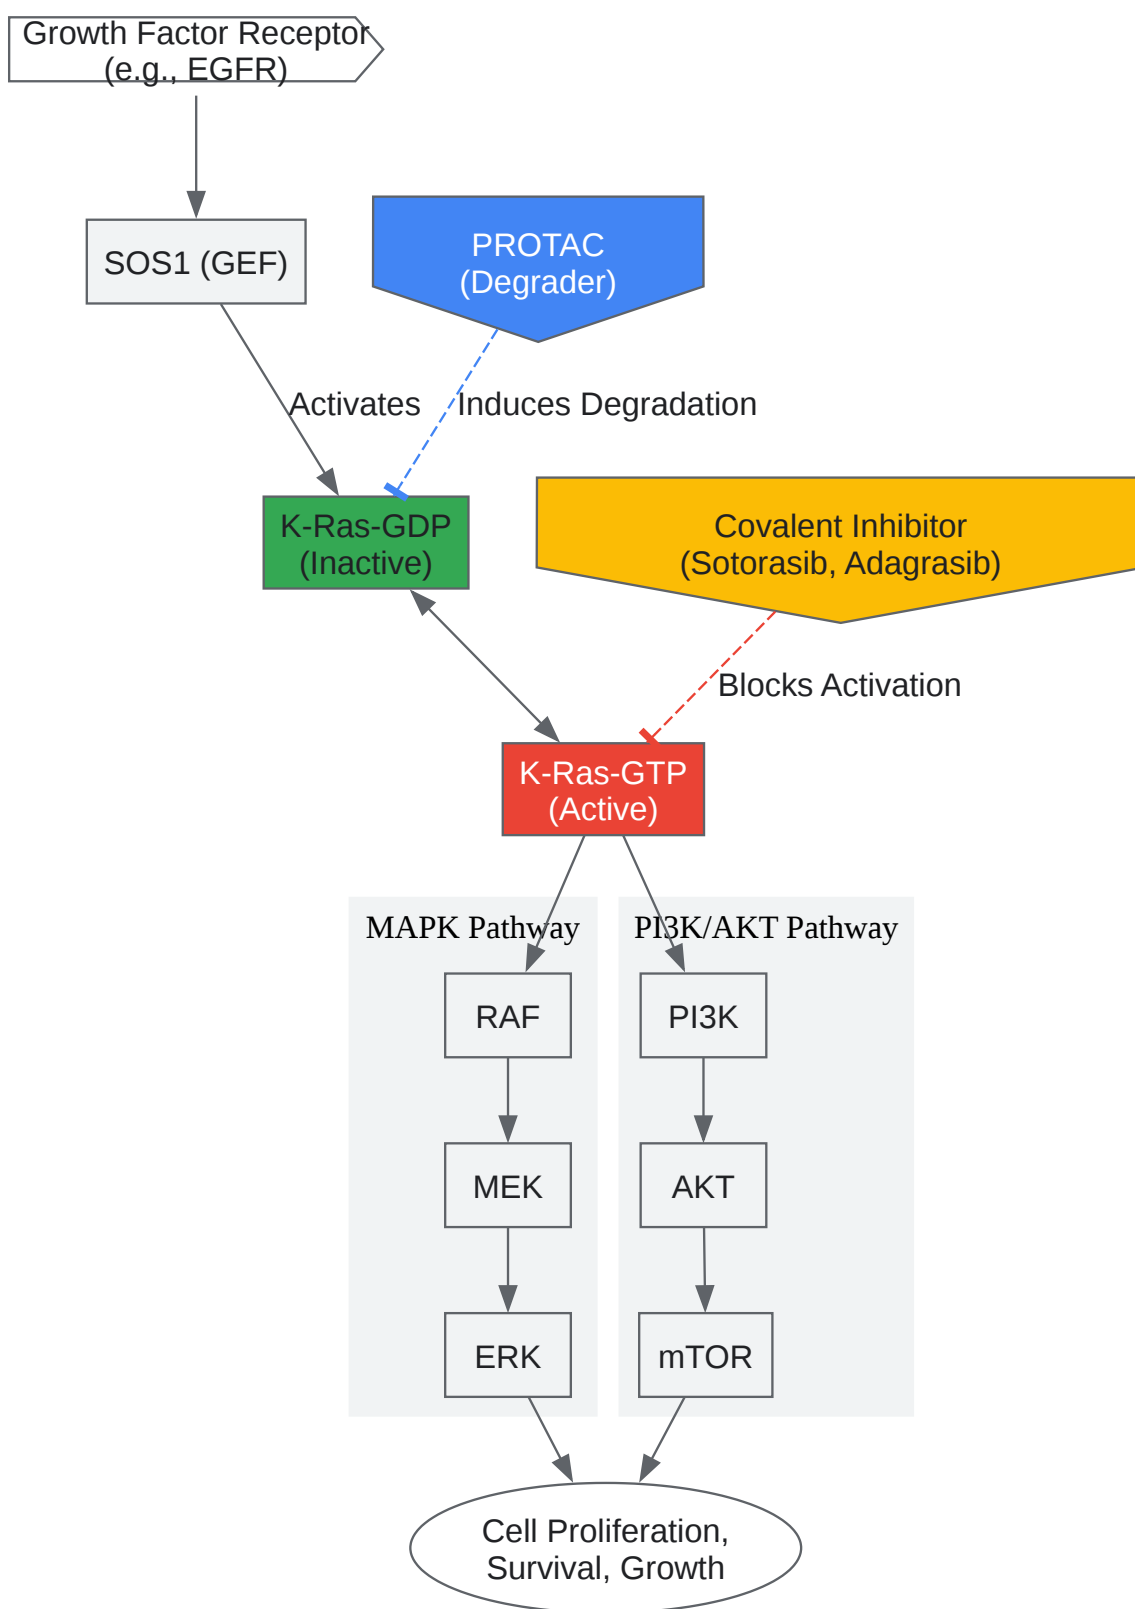 Growth Factor Receptor
(e.g., EGFR)
SOS1 (GEF)
PROTAC
(Degrader)
Activates
Induces Degradation
K-Ras-GDP
(Inactive)
Covalent Inhibitor
(Sotorasib, Adagrasib)
Blocks Activation
K-Ras-GTP
(Active)
MAPK Pathway
PI3K/AKT Pathway
RAF
PI3K
MEK
AKT
ERK
mTOR
Cell Proliferation,
Survival, Growth